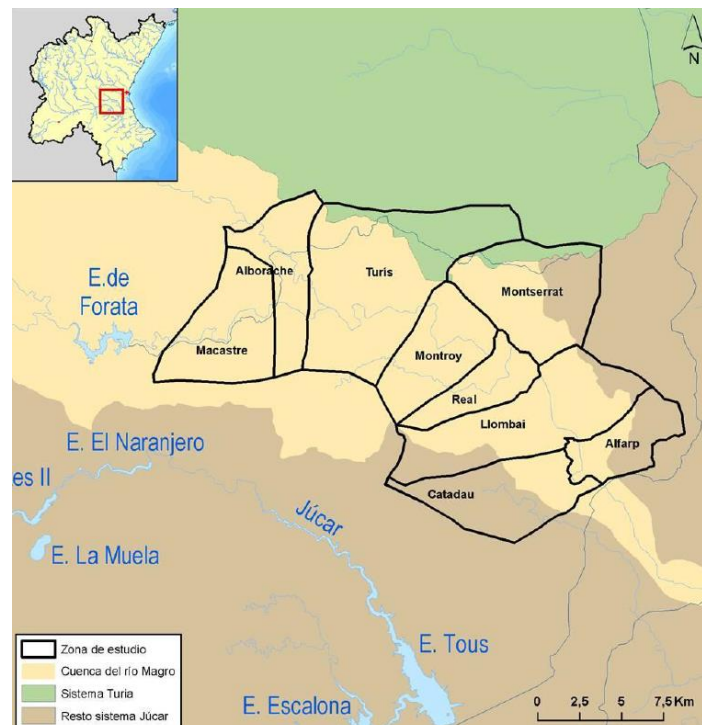 N
Alborache
Turís
Montserrat
E.de
Forata
Macastre
Montroy
Real
Llombai
Alfarp
E. El Naranjero
Catadau
es II
Júcar
E. La Muela
E. Tous
E. Escalona
Zona de estudio
Cuenca del río Magro
Sistema Turia
Resto sistema Júcar
0 2,5 5 7,5 Km